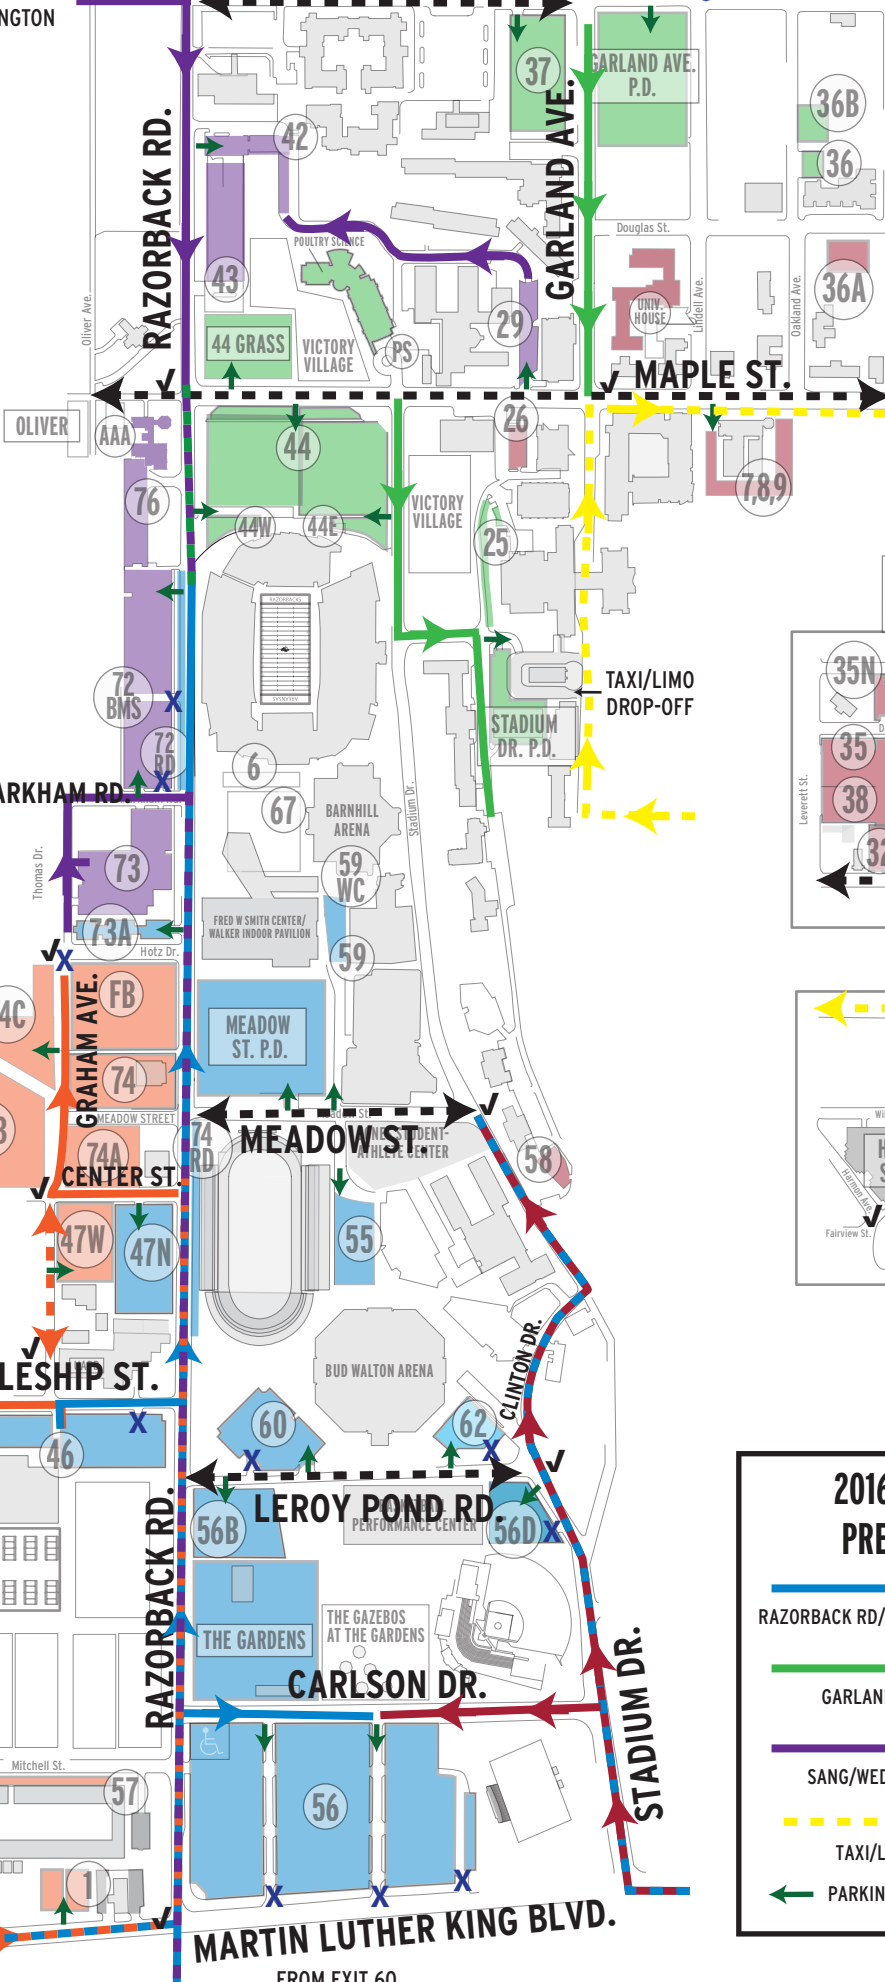 NGTON
37
GARLAND AVE.
P.D.
36B
36
42
RAZORBACK RD.
GARLAND AVE.
Douglas St.
POULTRY SCIENCE
43
36A
UNIV.
HOUSE
Oliver Ave.
Lindell Ave.
Oakland Ave.
44 GRASS
VICTORY
VILLAGE
PS
29
MAPLE ST.
OLIVER
AAA
26
44
76
7,8,9
VICTORY
VILLAGE
44W
44E
25
RAZORBACKS
ARKANSAS
72
BMS
TAXI/LIMO
DROP-OFF
35N
STADIUM
DR. P.D.
72
RD
6
35
ARKHAM RD.
67
BARNHILL
ARENA
Stadium Dr.
Leverett St.
38
73
Thomas Dr.
59
WC
32
73A
FRED W SMITH CENTER/
WALKER INDOOR PAVILION
Hotz Dr.
59
4C
FB
GRAHAM AVE.
MEADOW
ST. P.D.
74
MEADOW STREET
MEADOW ST.
74
RD
ATHLETE CENTER
74A
58
CENTER ST.
Harmon Ave.
Fairview St.
47W
47N
55
BUD WALTON ARENA
CLINTON DR.
LESHIP ST.
60
62
46
LEROY POND RD.
PERFORMANCE CENTER
56B
56D
2016
PRE
RAZORBACK RD.
RAZORBACK RD/
THE GARDENS
THE GAZEBOS
AT THE GARDENS
CARLSON DR.
STADIUM DR.
GARLAN
Mitchell St.
57
56
SANG/WED
TAXI/L
1
PARKIN
MARTIN LUTHER KING BLVD.
FROM EXIT 60